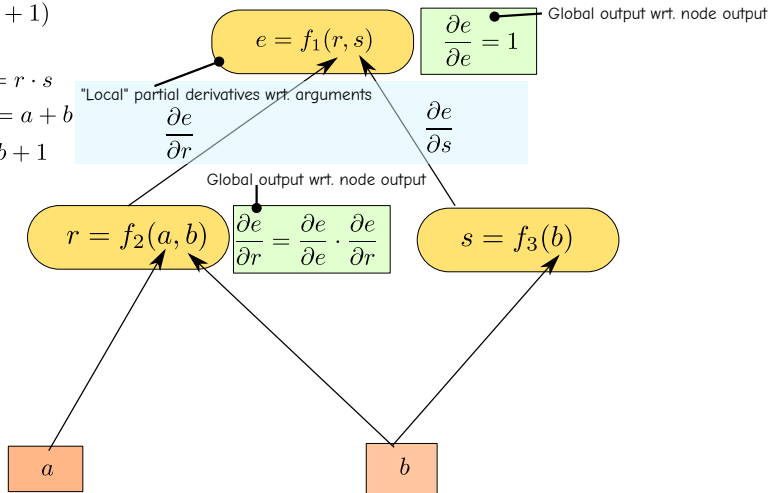 + 1)
e = f₁(r, s)
∂e/∂e = 1
Global output wrt. node output
= r · s
= a + b
b + 1
"Local" partial derivatives wrt. arguments
∂e/∂r
∂e/∂s
Global output wrt. node output
r = f₂(a, b)
∂e/∂r = ∂e/∂e · ∂e/∂r
s = f₃(b)
a
b